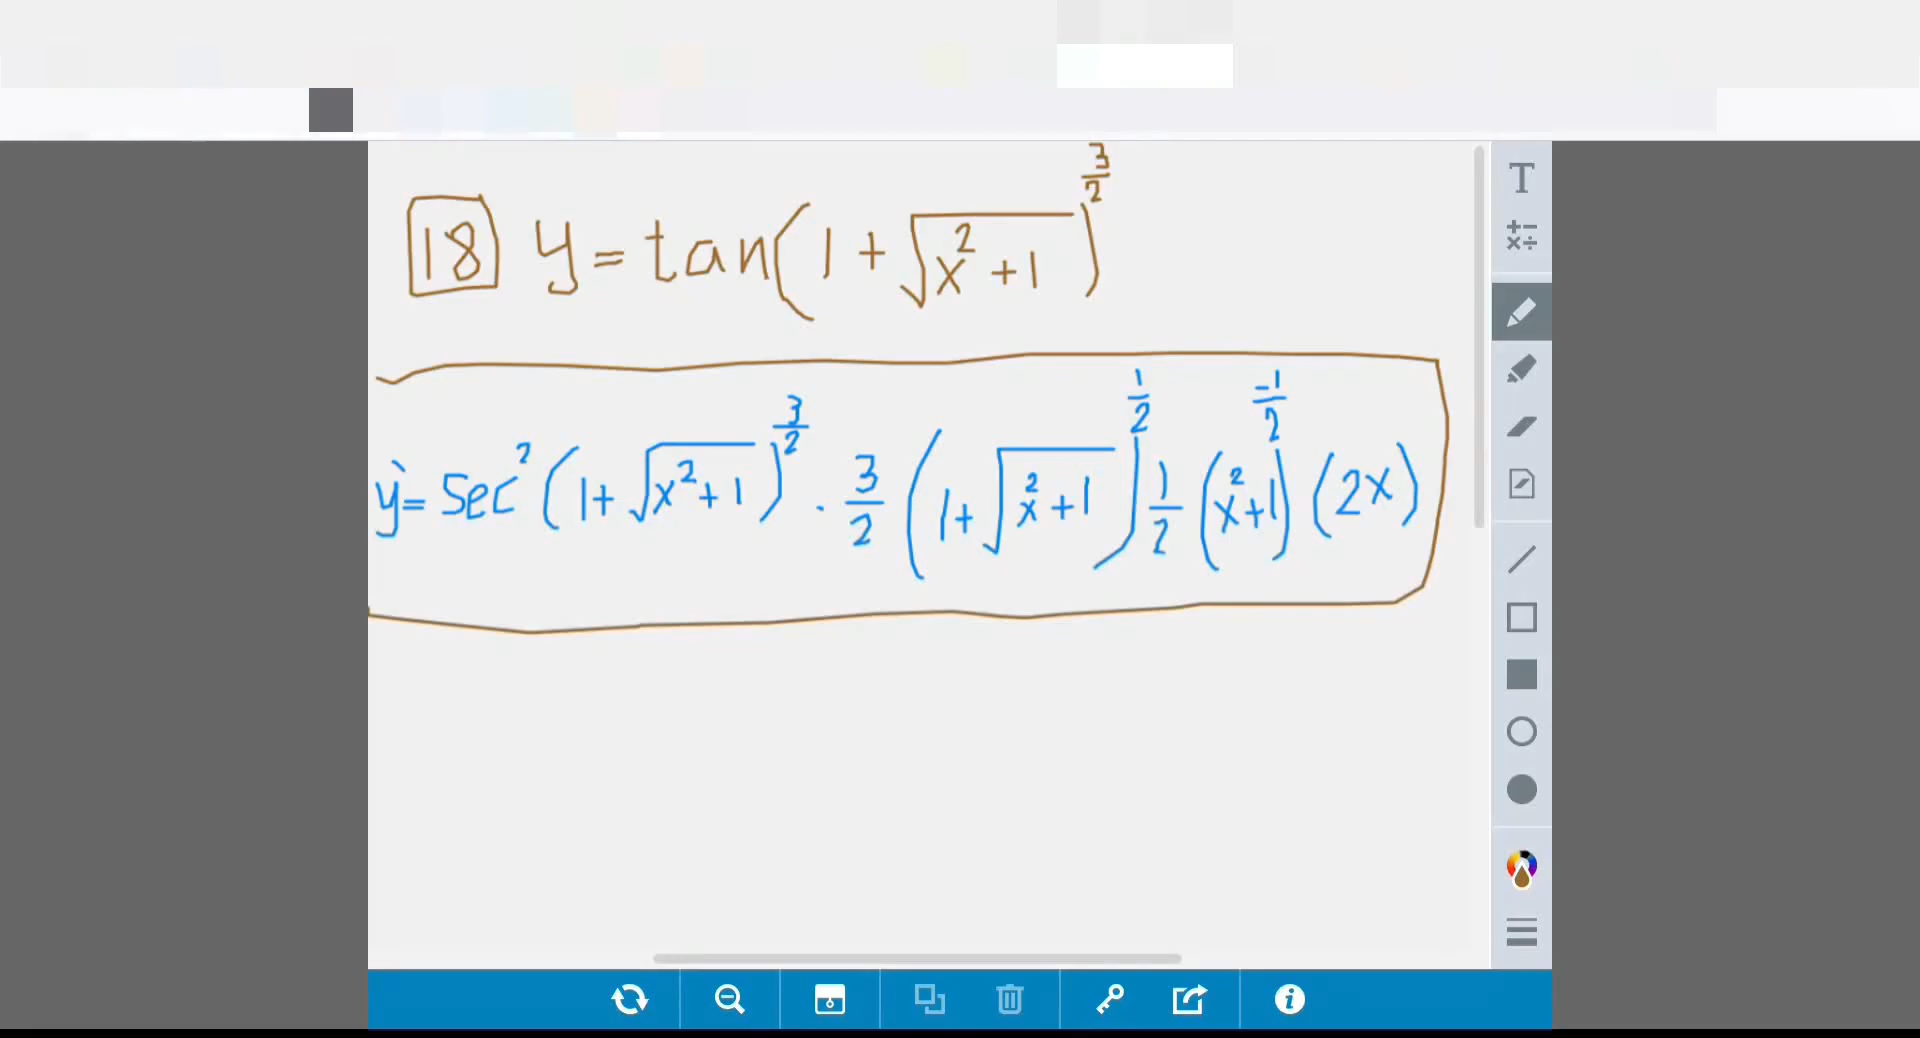 18 y = tan(1 + √(x² + 1))^(3/2)
y' = Sec² (1 + √(x² + 1))^(3/2) · 3/2 (1 + √(x² + 1))^(1/2) 1/2 (x² + 1)^(-1/2) (2x)